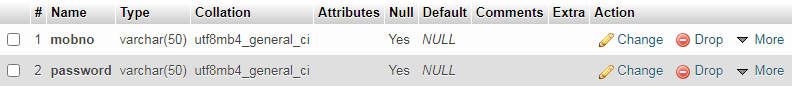 # Name Type Collation Attributes Null Default Comments Extra Action
1 mobno varchar(50) utf8mb4_general_ci Yes NULL Change Drop More
2 password varchar(50) utf8mb4_general_ci Yes NULL Change Drop More